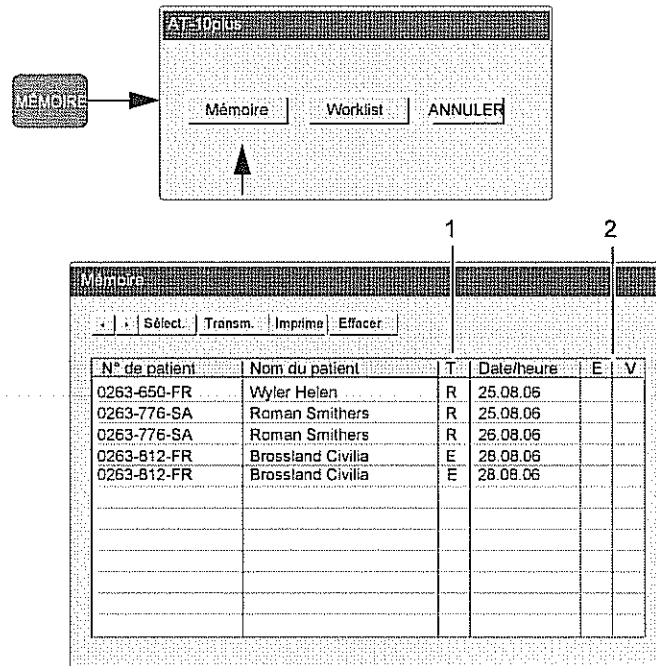 AT-10plus
MÉMOIRE
Mémoire Worklist ANNULER
1 2
Mémoire
Sélect. Transm. Imprime Effacer
N° de patient Nom du patient T Date/heure E V
0263-650-FR Wyler Helen R 25.08.06
0263-776-SA Roman Smithers R 25.08.06
0263-776-SA Roman Smithers R 26.08.06
0263-812-FR Brossland Civilia E 28.08.06
0263-812-FR Brossland Civilia E 28.08.06